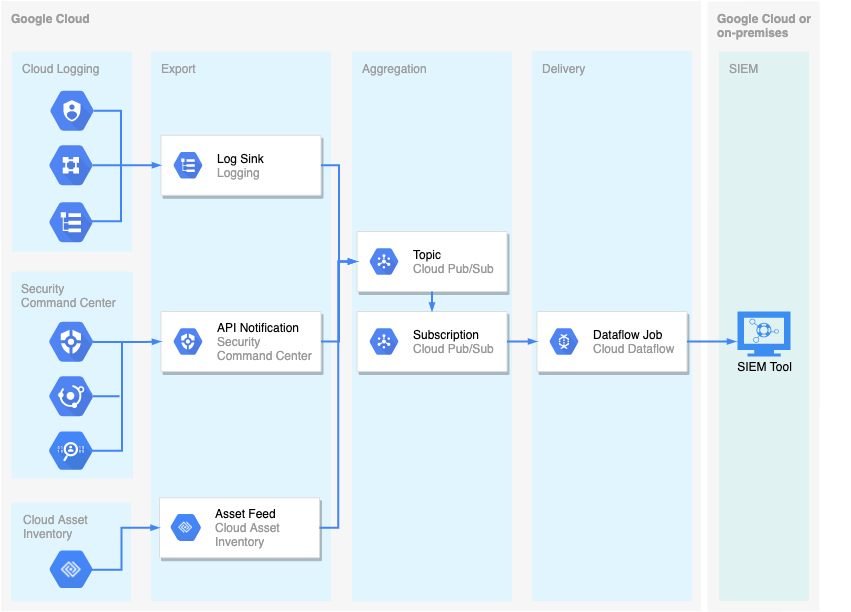 Google Cloud
Google Cloud or
on-premises
Cloud Logging
Export
Aggregation
Delivery
SIEM
Log Sink
Logging
Topic
Cloud Pub/Sub
Security
Command Center
API Notification
Security
Command Center
Subscription
Cloud Pub/Sub
Dataflow Job
Cloud Dataflow
SIEM Tool
Cloud Asset
Inventory
Asset Feed
Cloud Asset
Inventory